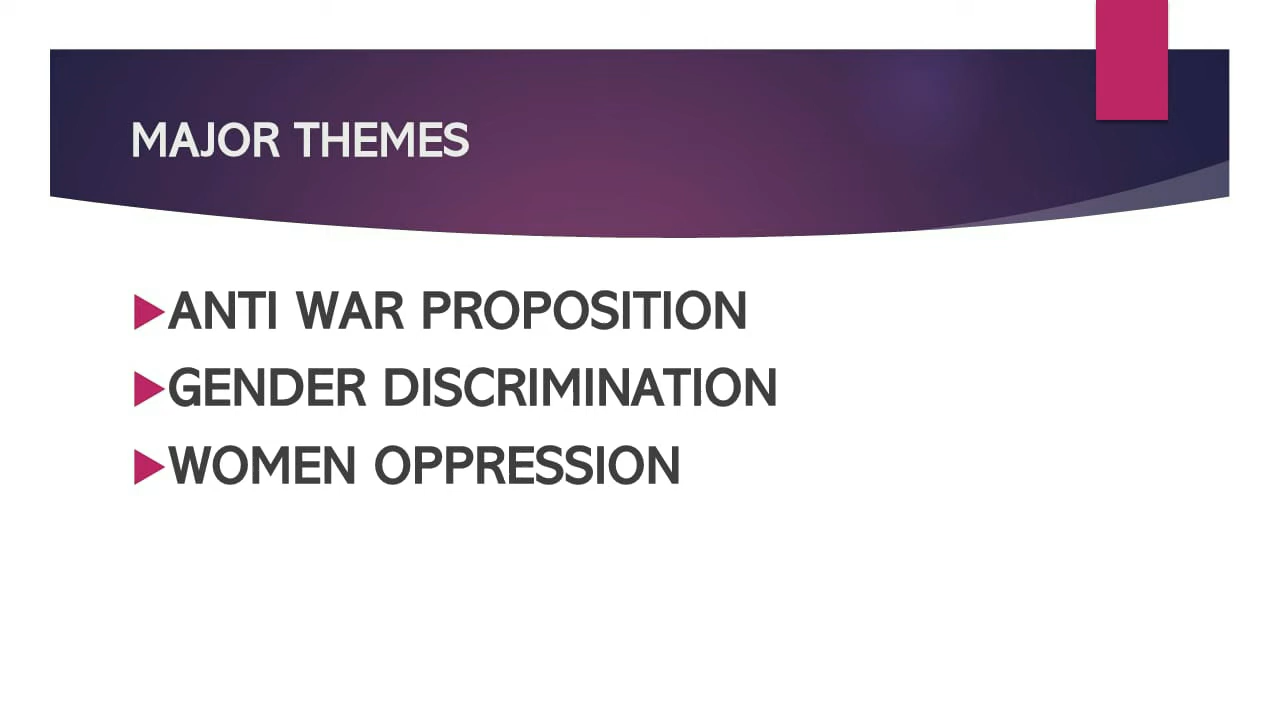 MAJOR THEMES
ANTI WAR PROPOSITION
GENDER DISCRIMINATION
WOMEN OPPRESSION